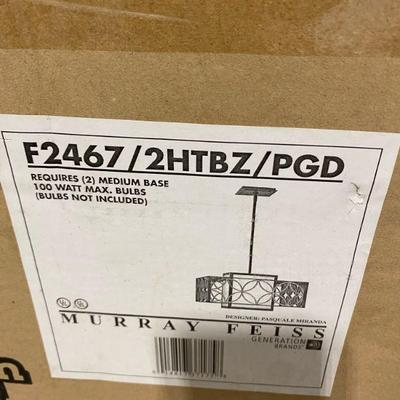 F2467/2HTBZ/PGD
REQUIRES (2) MEDIUM BASE
100 WATT MAX. BULBS
(BULBS NOT INCLUDED)
DESIGNER: PASQUALE MIRANDA
MURRAY FEISS
GENERATION
BRANDS